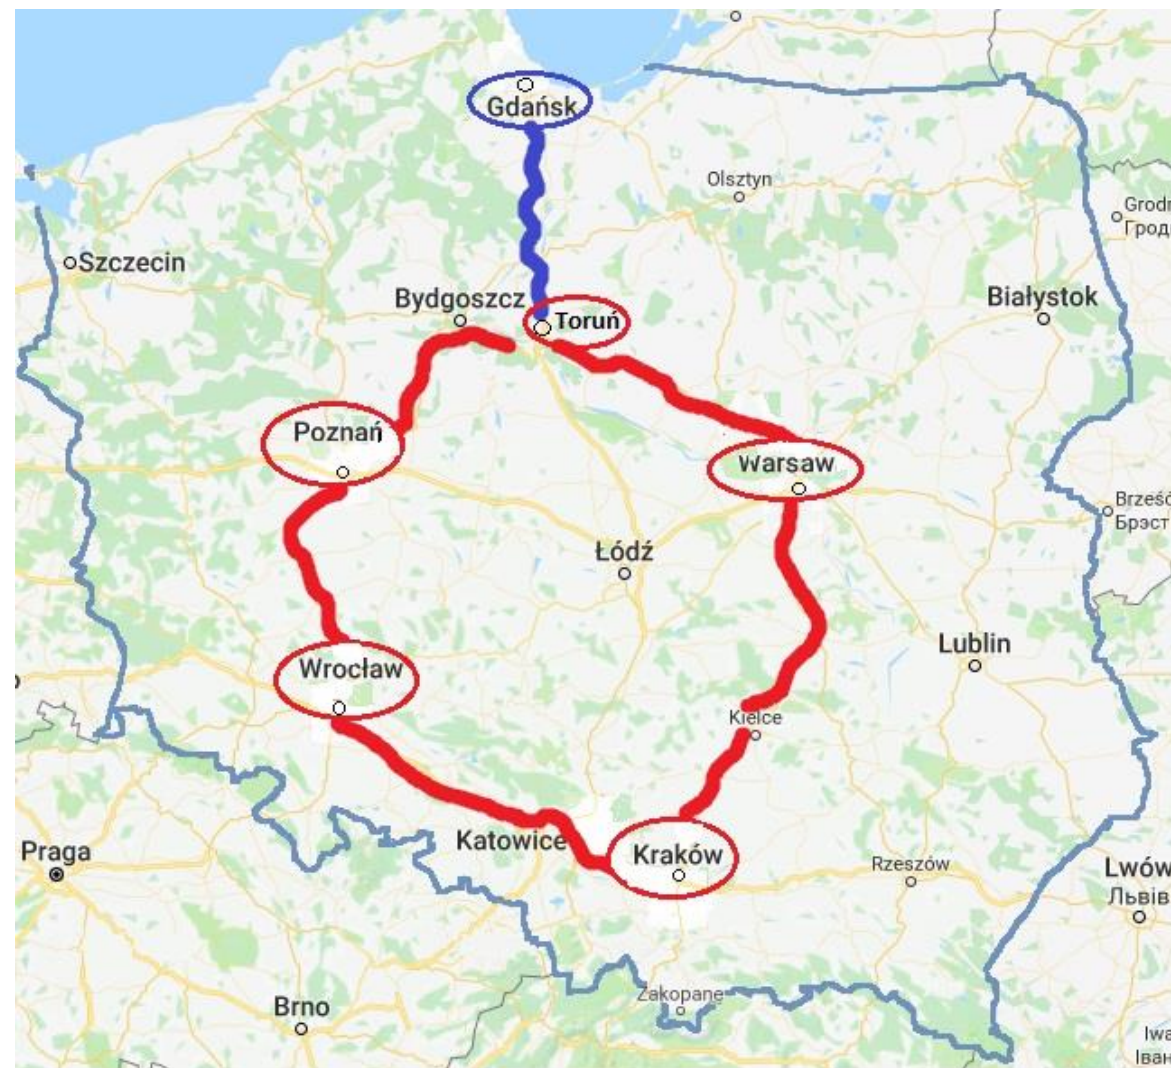 Gdańsk
Olsztyn
Grodn
Гродн
Szczecin
Bydgoszcz
Toruń
Białystok
Poznań
Warsaw
Brześć
Брэст
Łódź
Lublin
Wrocław
Kielce
Katowice
Kraków
Praga
Rzeszów
Lwów
Львів
Zakopane
Brno
Iwa
Іван